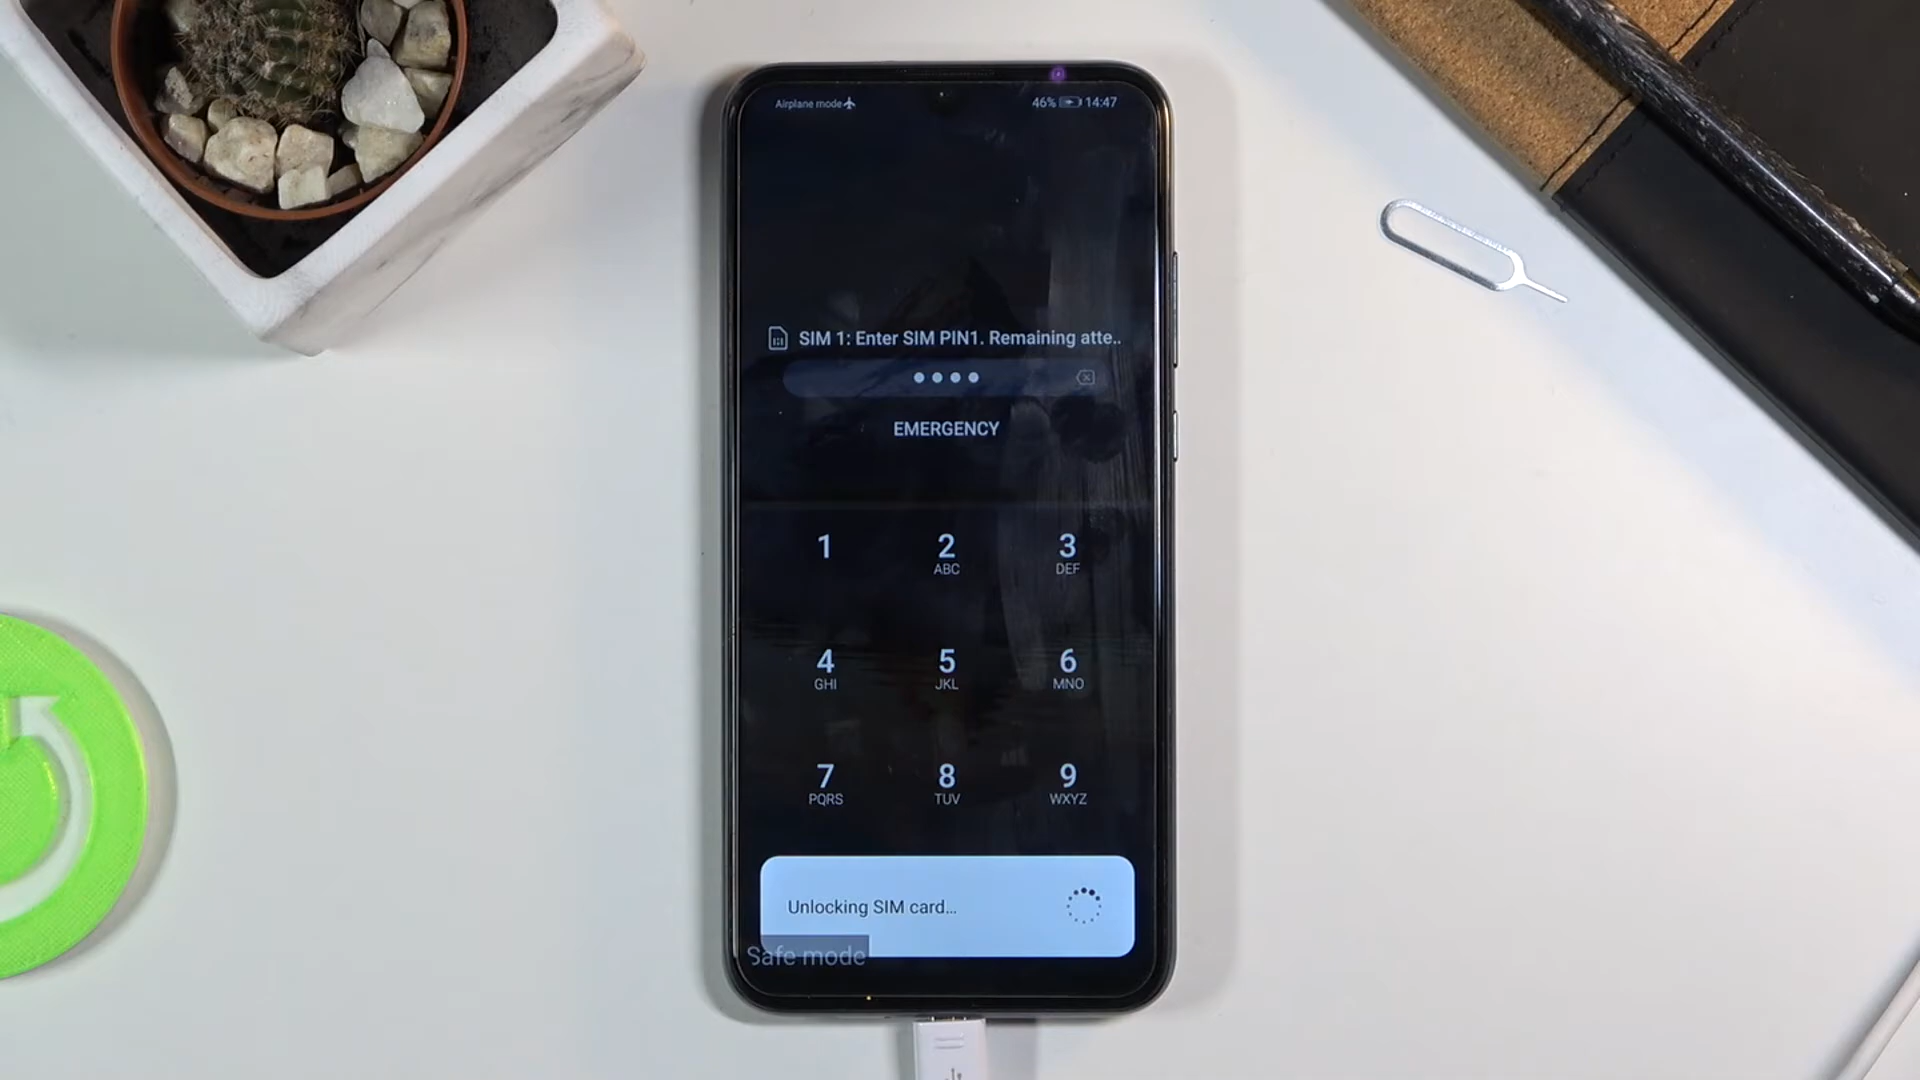 Airplane mode
46% 14:47
SIM 1: Enter SIM PIN1. Remaining atte..
EMERGENCY
1 2 3
ABC DEF
4 5 6
GHI JKL MNO
7 8 9
PQRS TUV WXYZ
Unlocking SIM card...
Safe mode